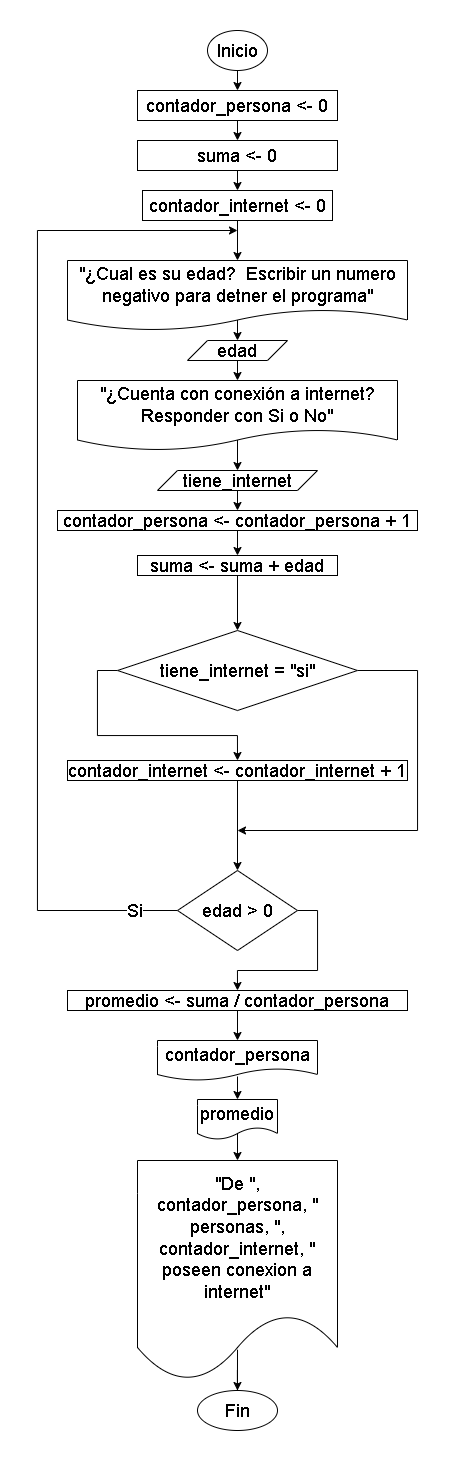 Inicio
contador_persona <- 0
suma <- 0
contador_internet <- 0
"¿Cual es su edad? Escribir un numero
negativo para detner el programa"
edad
"¿Cuenta con conexión a internet?
Responder con Si o No"
tiene_internet
contador_persona <- contador_persona + 1
suma <- suma + edad
tiene_internet = "si"
contador_internet <- contador_internet + 1
Si
edad > 0
promedio <- suma / contador_persona
contador_persona
promedio
"De ",
contador_persona, "
personas, ",
contador_internet, "
poseen conexion a
internet"
Fin